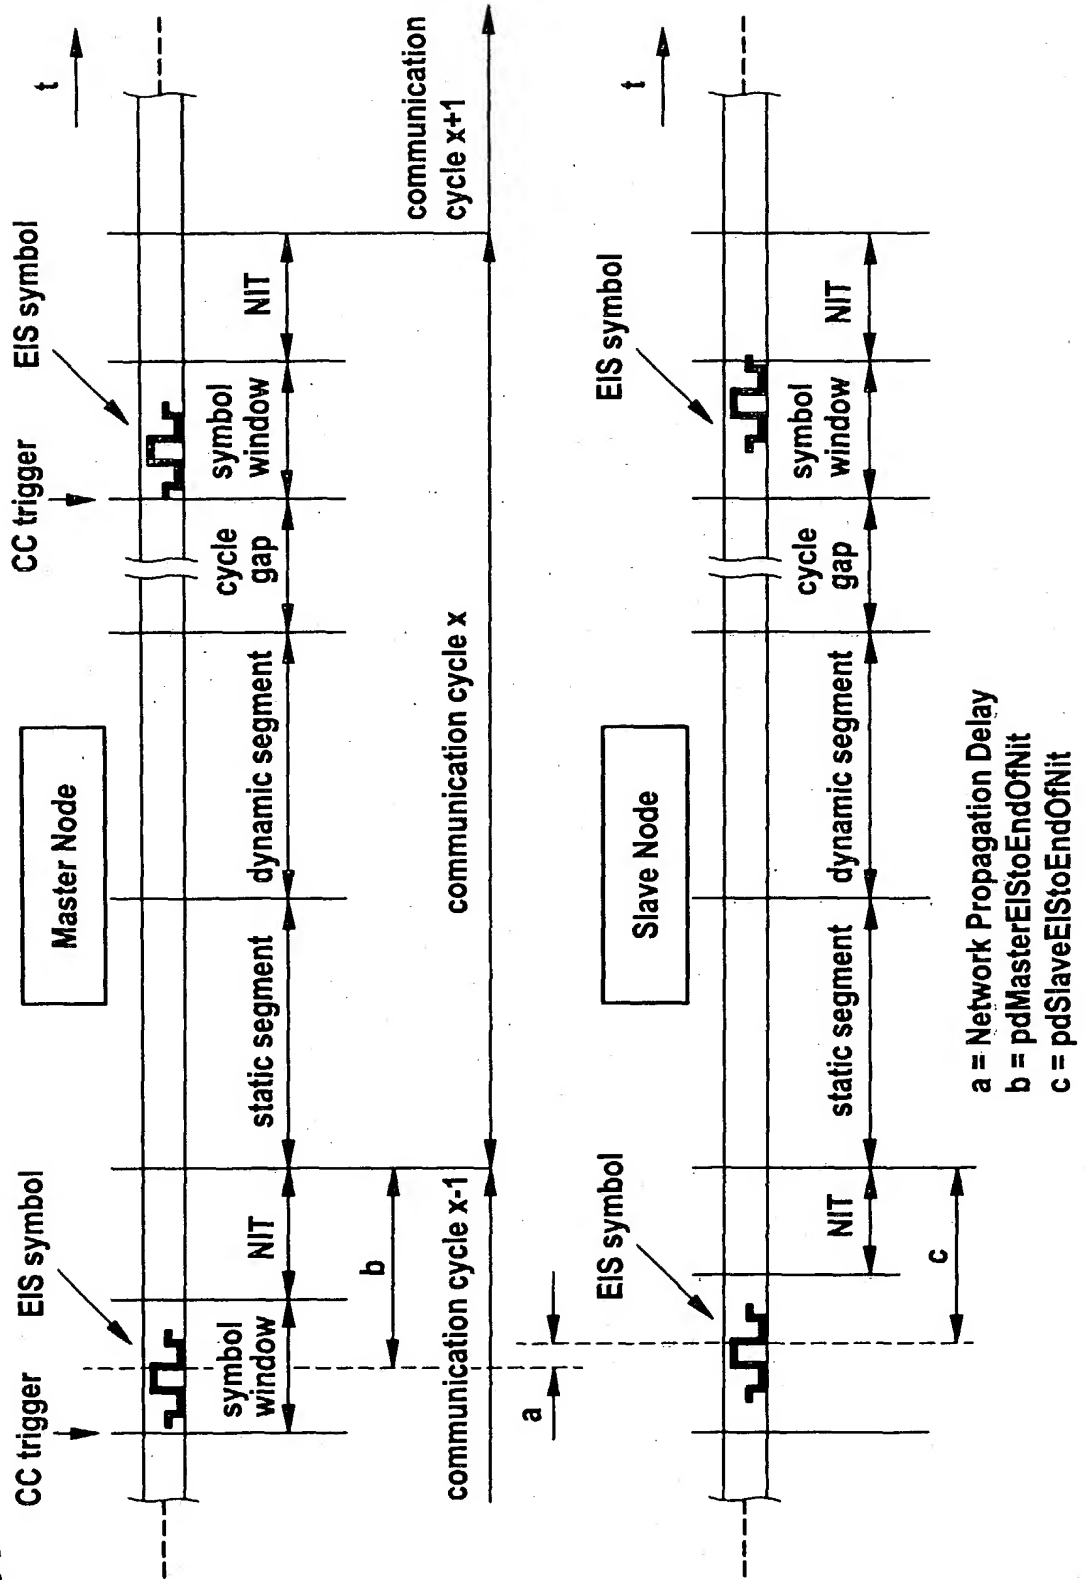 CC trigger
EIS symbol
Master Node
CC trigger
EIS symbol
t
symbol
window
NIT
static segment
dynamic segment
cycle
gap
symbol
window
NIT
b
communication cycle x-1
communication cycle x
communication
cycle x+1
a
EIS symbol
Slave Node
EIS symbol
t
NIT
static segment
dynamic segment
cycle
gap
symbol
window
NIT
c
a = Network Propagation Delay
b = pdMasterEIStoEndOfNit
c = pdSlaveEIStoEndOfNit